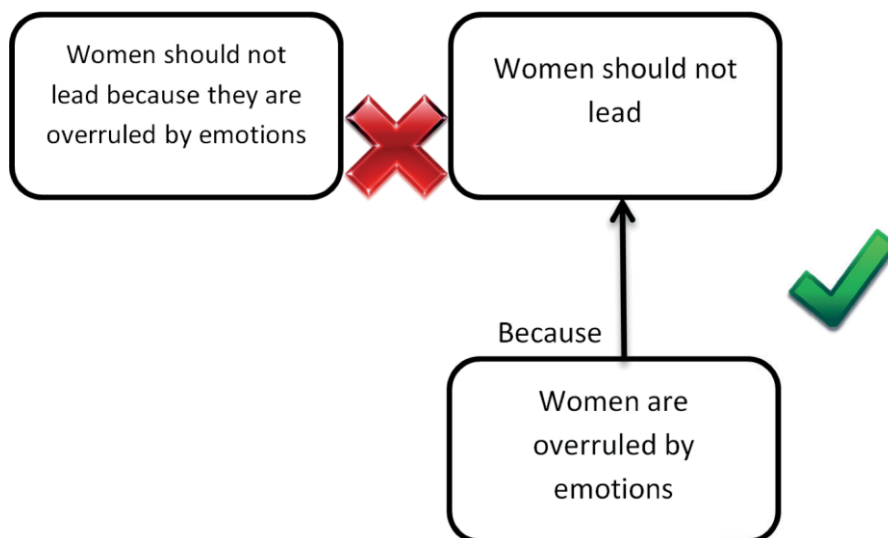 Women should not
lead because they are
overruled by emotions
Women should not
lead
Because
Women are
overruled by
emotions